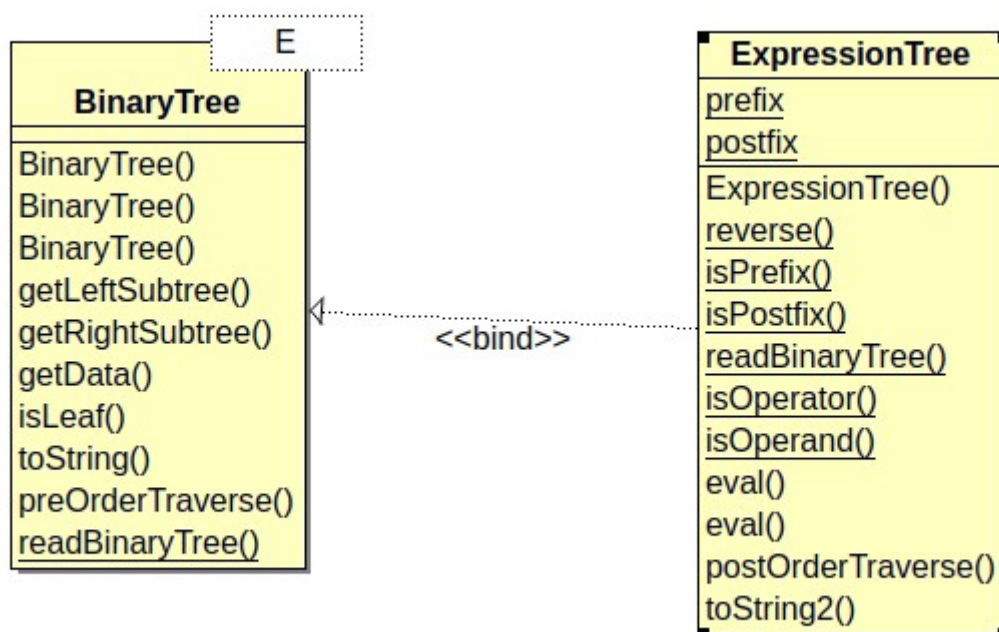 E
BinaryTree
BinaryTree()
BinaryTree()
BinaryTree()
getLeftSubtree()
getRightSubtree()
getData()
isLeaf()
toString()
preOrderTraverse()
readBinaryTree()
<<bind>>
ExpressionTree
prefix
postfix
ExpressionTree()
reverse()
isPrefix()
isPostfix()
readBinaryTree()
isOperator()
isOperand()
eval()
eval()
postOrderTraverse()
toString2()